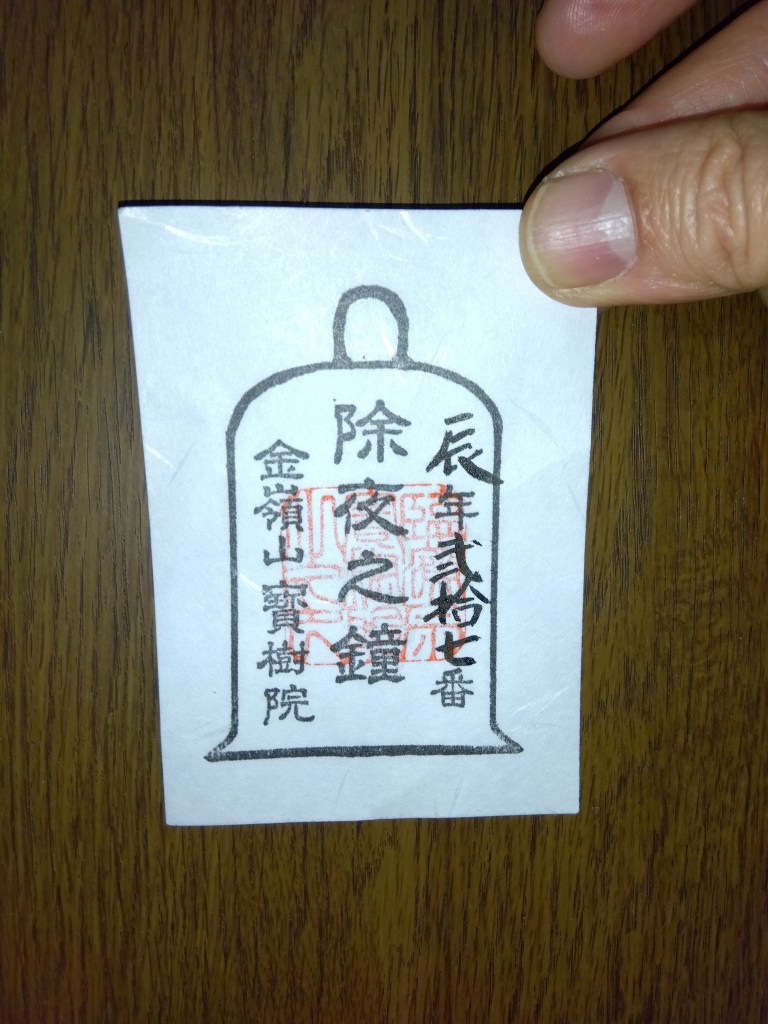 辰年弐拾七番
除夜之鐘
金嶺山寶樹院